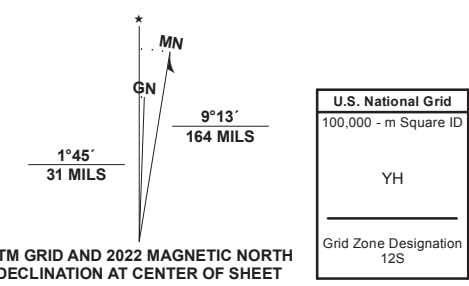 ★
MN
GN
9°13´
164 MILS
1°45´
31 MILS
TM GRID AND 2022 MAGNETIC NORTH
DECLINATION AT CENTER OF SHEET
U.S. National Grid
100,000 - m Square ID
YH
Grid Zone Designation
12S